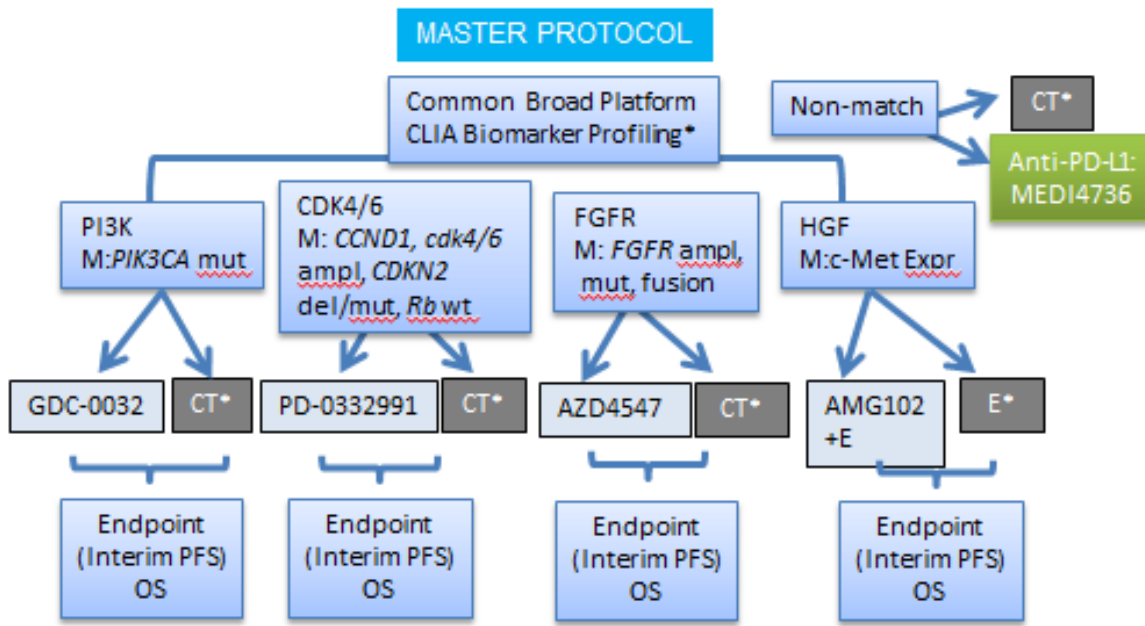 MASTER PROTOCOL
Common Broad Platform
CLIA Biomarker Profiling*
Non-match
CT*
Anti-PD-L1:
MEDI4736
PI3K
M:PIK3CA mut
CDK4/6
M: CCND1, cdk4/6
ampl, CDKN2
del/mut, Rb wt
FGFR
M: FGFR ampl,
mut, fusion
HGF
M:c-Met Expr
GDC-0032
CT*
PD-0332991
CT*
AZD4547
CT*
AMG102
+E
E*
Endpoint
(Interim PFS)
OS
Endpoint
(Interim PFS)
OS
Endpoint
(Interim PFS)
OS
Endpoint
(Interim PFS)
OS